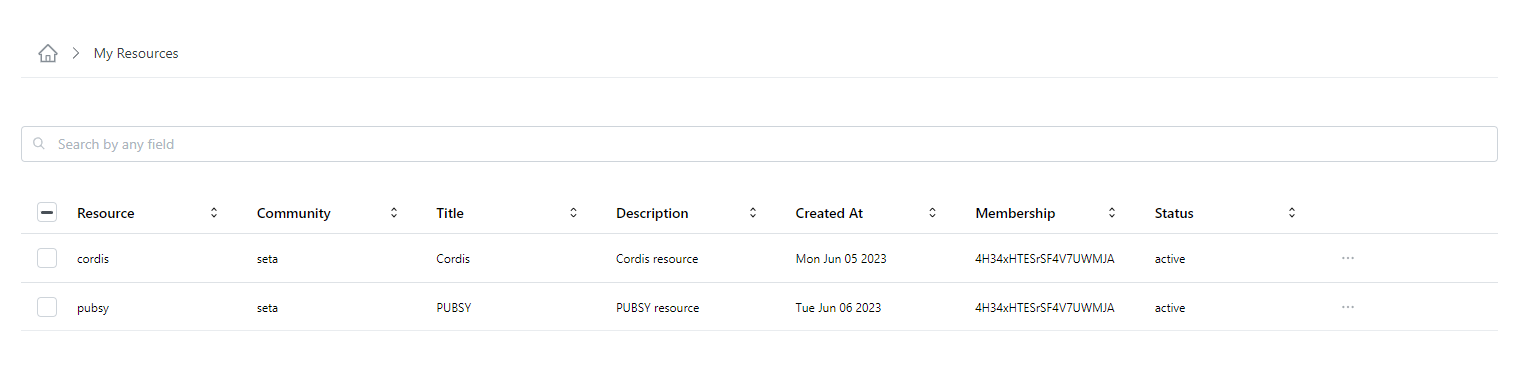 My Resources
Search by any field
Resource Community Title Description Created At Membership Status
cordis seta Cordis Cordis resource Mon Jun 05 2023 4H34xHTESrSF4V7UWMJA active ···
pubsy seta PUBSY PUBSY resource Tue Jun 06 2023 4H34xHTESrSF4V7UWMJA active ···